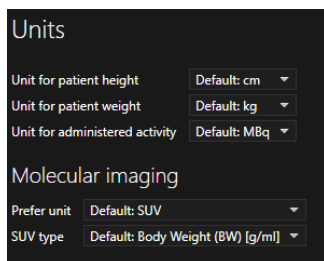 Units
Unit for patient height Default: cm
Unit for patient weight Default: kg
Unit for administered activity Default: MBq
Molecular imaging
Prefer unit Default: SUV
SUV type Default: Body Weight (BW) [g/ml]